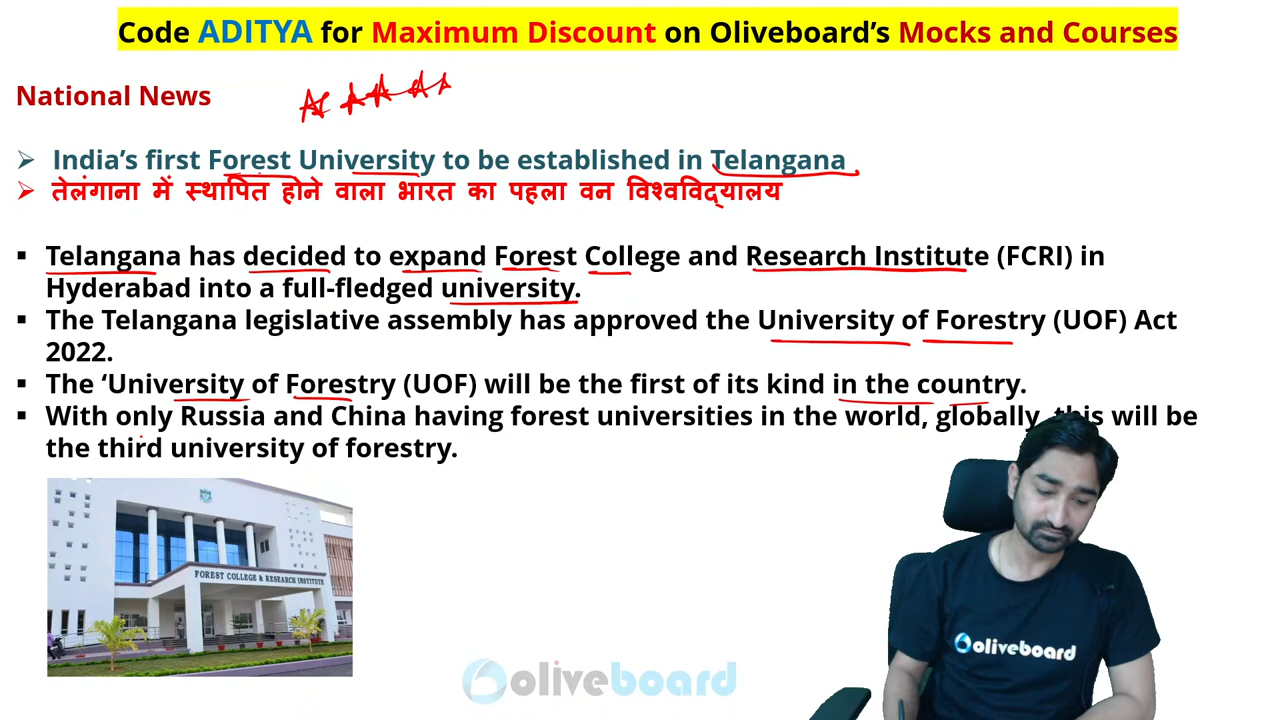 Code ADITYA for Maximum Discount on Oliveboard’s Mocks and Courses
National News
➢ India’s first Forest University to be established in Telangana
➢ तेलंगाना में स्थापित होने वाला भारत का पहला वन विश्वविद्यालय
▪ Telangana has decided to expand Forest College and Research Institute (FCRI) in
Hyderabad into a full-fledged university.
▪ The Telangana legislative assembly has approved the University of Forestry (UOF) Act
2022.
▪ The ‘University of Forestry (UOF) will be the first of its kind in the country.
▪ With only Russia and China having forest universities in the world, globally, this will be
the third university of forestry.
FOREST COLLEGE & RESEARCH INSTITUTE
oliveboard
oliveboard